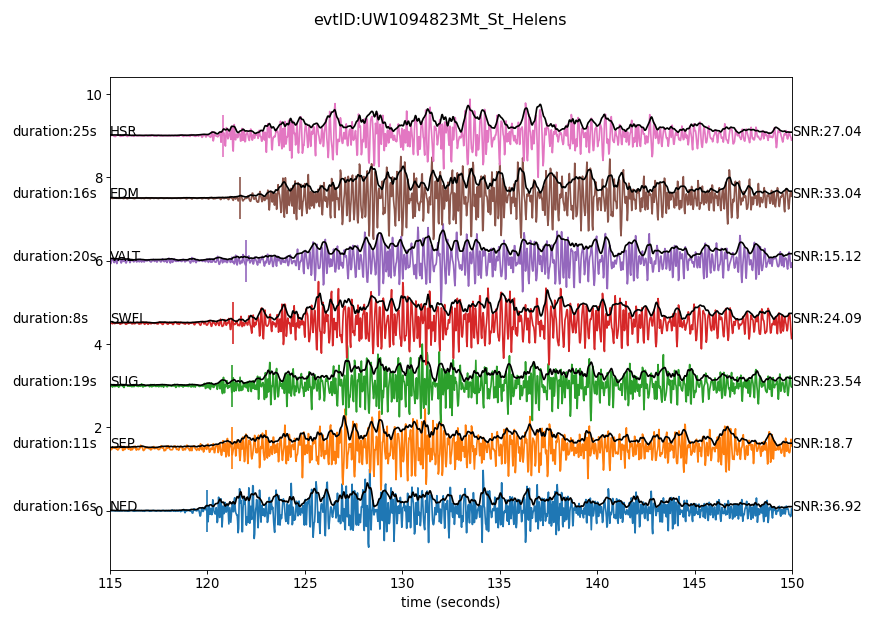 evtID:UW1094823Mt_St_Helens
10
duration:25s HSR SNR:27.04
8
duration:16s EDM SNR:33.04
duration:20s VALT SNR:15.12
6
duration:8s SWFL SNR:24.09
4
duration:19s SUG SNR:23.54
2
duration:11s SEP SNR:18.7
duration:16s NED SNR:36.92
0
115 120 125 130 135 140 145 150
time (seconds)